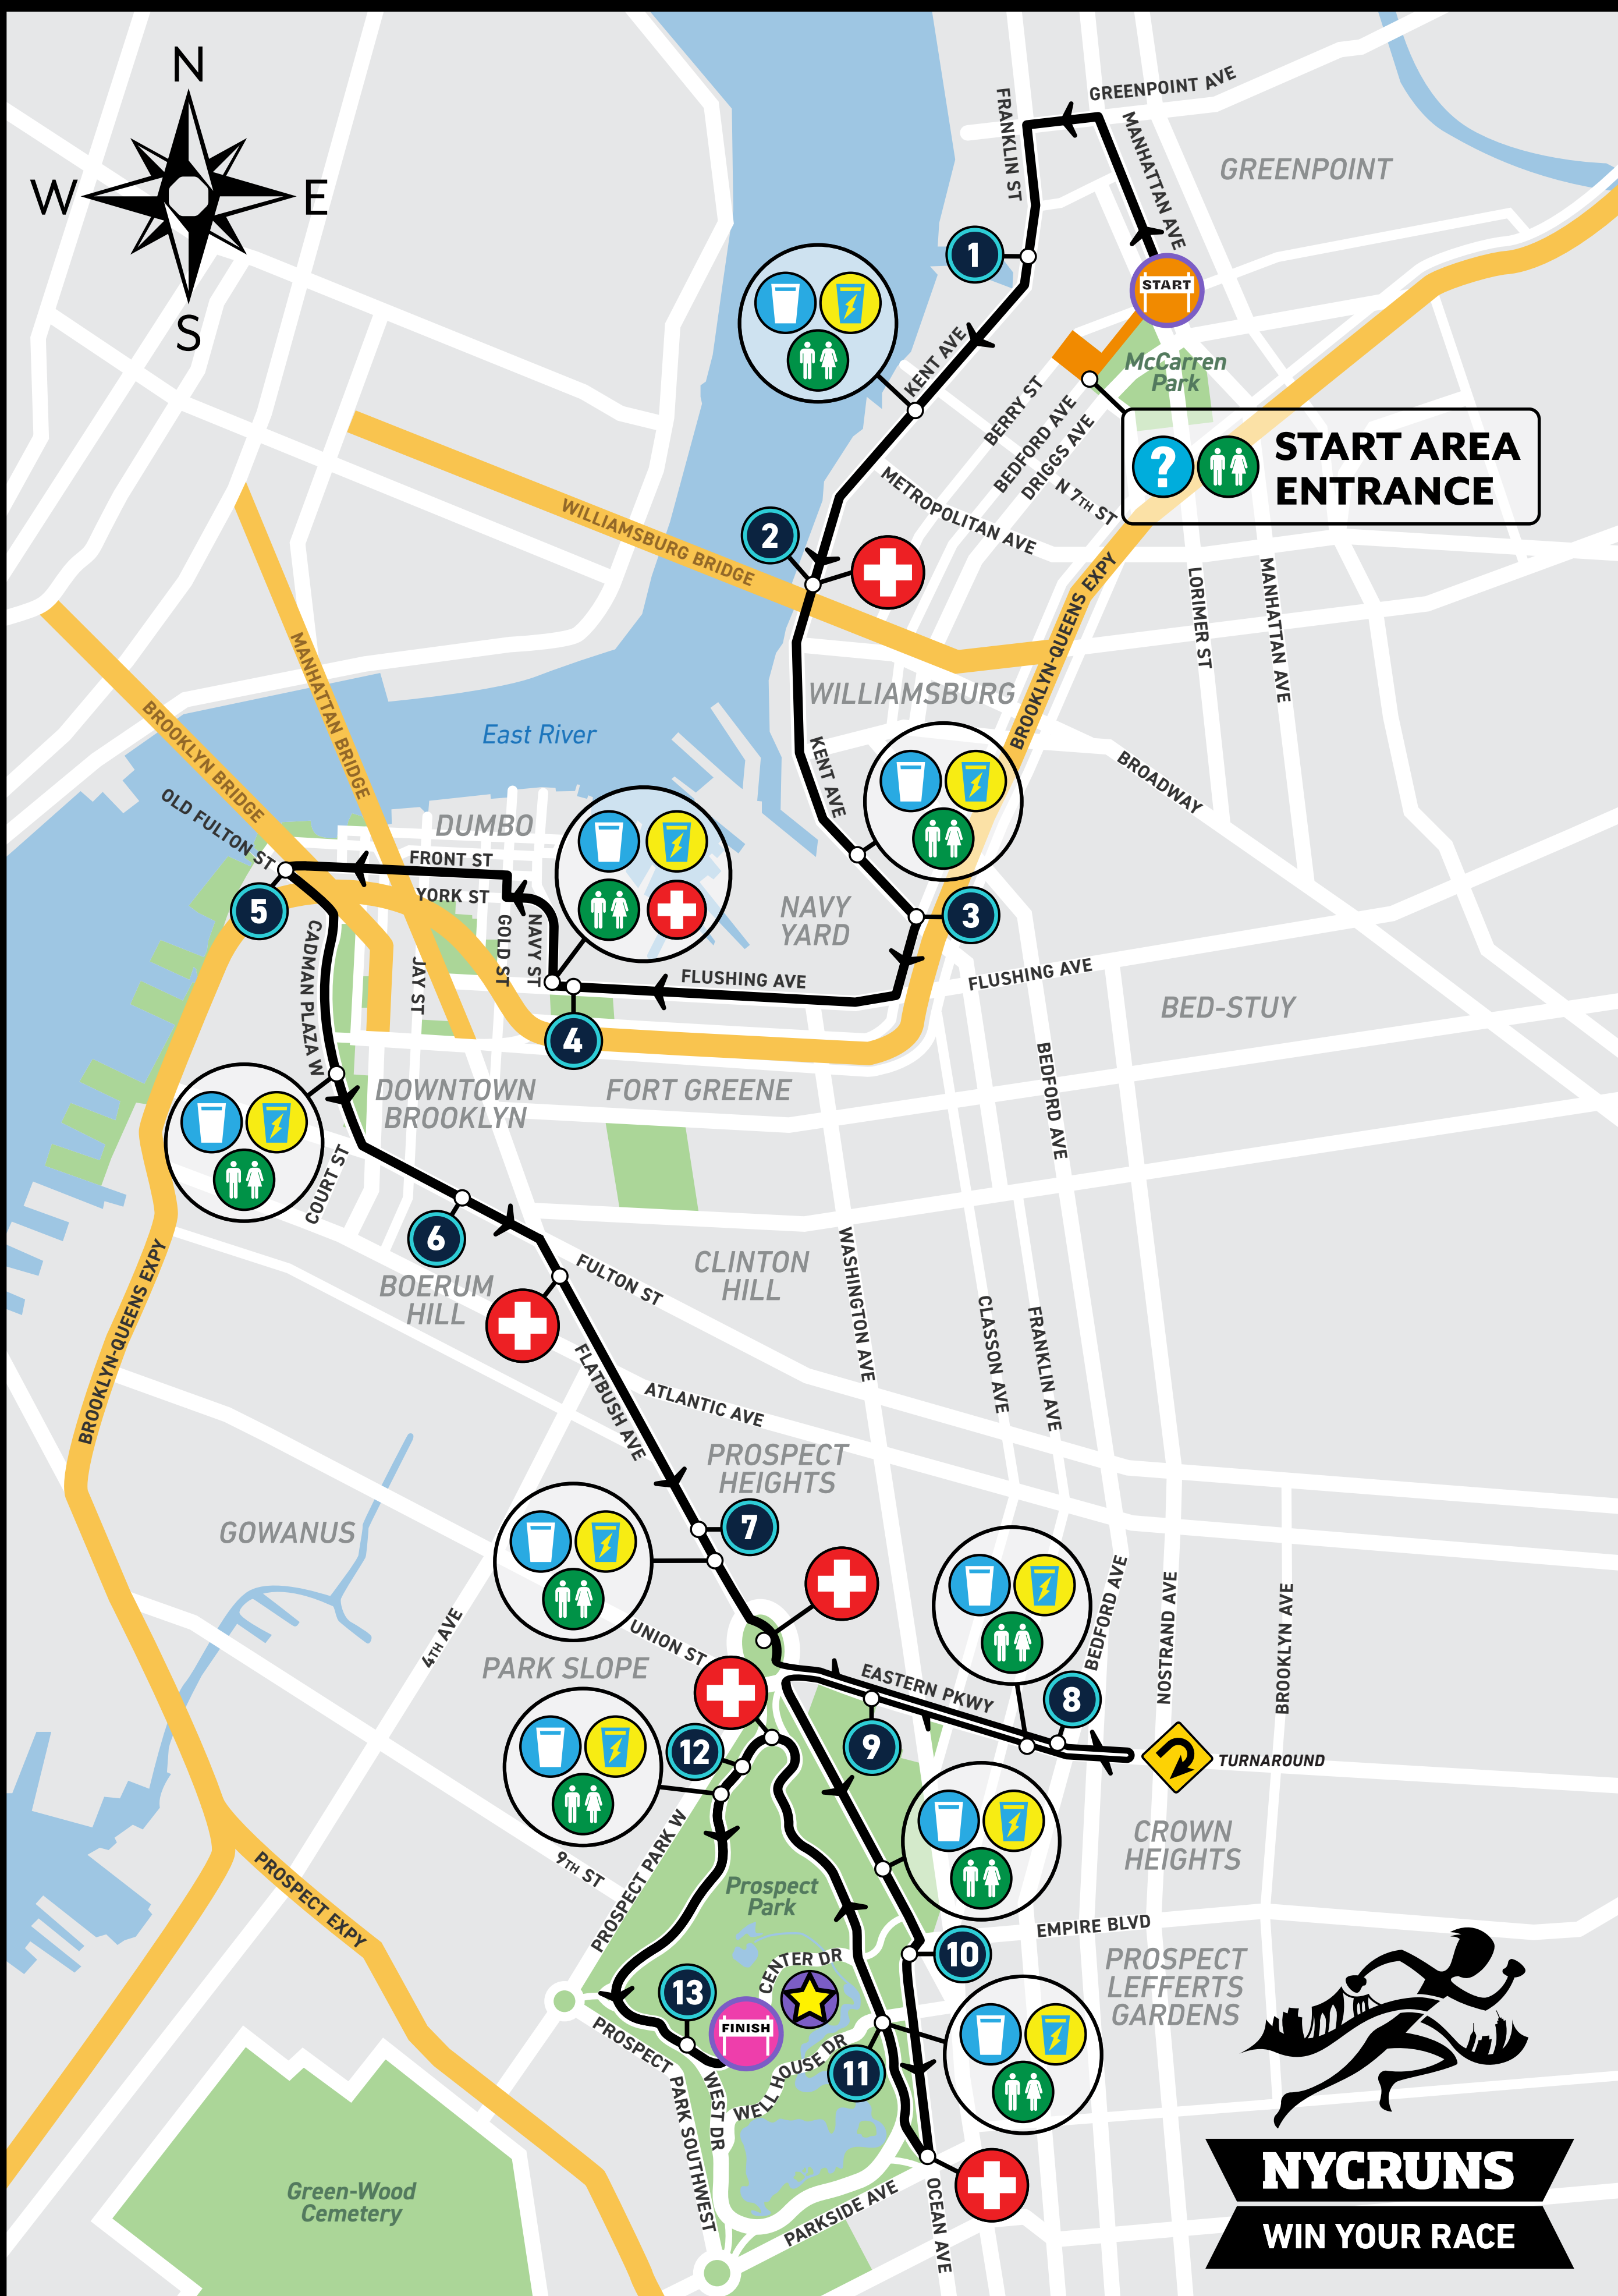 N
W
E
S
GREENPOINT AVE
FRANKLIN ST
MANHATTAN AVE
GREENPOINT
1
START
KENT AVE
McCarren
Park
BERRY ST
BEDFORD AVE
DRIGGS AVE
N 7TH ST
?
START AREA
ENTRANCE
METROPOLITAN AVE
WILLIAMSBURG BRIDGE
2
BROOKLYN-QUEENS EXPY
LORIMER ST
MANHATTAN AVE
MANHATTAN BRIDGE
WILLIAMSBURG
East River
BROOKLYN BRIDGE
KENT AVE
BROADWAY
OLD FULTON ST
DUMBO
FRONT ST
YORK ST
5
NAVY
YARD
3
CADMAN PLAZA W
JAY ST
GOLD ST
NAVY ST
FLUSHING AVE
FLUSHING AVE
BED-STUY
4
DOWNTOWN
BROOKLYN
FORT GREENE
BEDFORD AVE
COURT ST
6
BOERUM
HILL
FULTON ST
CLINTON
HILL
WASHINGTON AVE
BROOKLYN-QUEENS EXPY
CLASSON AVE
FRANKLIN AVE
FLATBUSH AVE
ATLANTIC AVE
PROSPECT
HEIGHTS
GOWANUS
7
4TH AVE
UNION ST
PARK SLOPE
BEDFORD AVE
NOSTRAND AVE
BROOKLYN AVE
EASTERN PKWY
8
12
9
TURNAROUND
CROWN
HEIGHTS
PROSPECT EXPY
9TH ST
PROSPECT PARK W
Prospect
Park
EMPIRE BLVD
10
PROSPECT
LEFFERTS
GARDENS
CENTER DR
13
FINISH
PROSPECT
PARK SOUTHWEST
WEST DR
WELL HOUSE DR
11
Green-Wood
Cemetery
PARKSIDE AVE
OCEAN AVE
NYCRUNS
WIN YOUR RACE